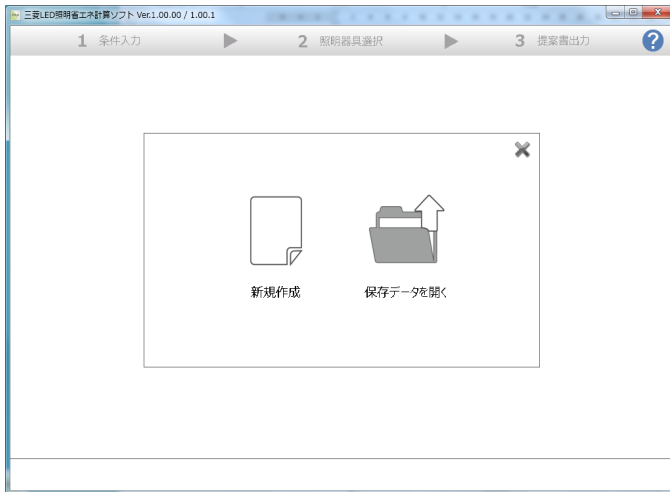 三菱LED照明省エネ計算ソフト Ver.1.00.00 / 1.00.1
1 条件入力 ▶ 2 照明器具選択 ▶ 3 提案書出力 ?
新規作成 保存データを開く